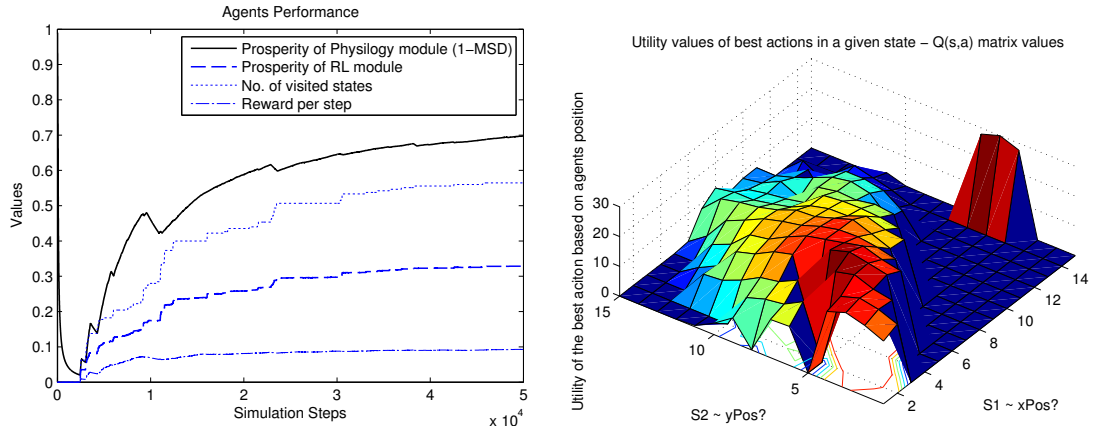 Agents Performance
1
0.9
0.8
0.7
0.6
0.5
0.4
0.3
0.2
0.1
0
Values
Prosperity of Physilogy module (1−MSD)
Prosperity of RL module
No. of visited states
Reward per step
0 1 2 3 4 5
Simulation Steps
x 10^4
Utility values of best actions in a given state − Q(s,a) matrix values
Utility of the best action based on agents position
30
20
10
0
15
10
5
S2 ~ yPos?
2
4
6
8
10
12
14
S1 ~ xPos?